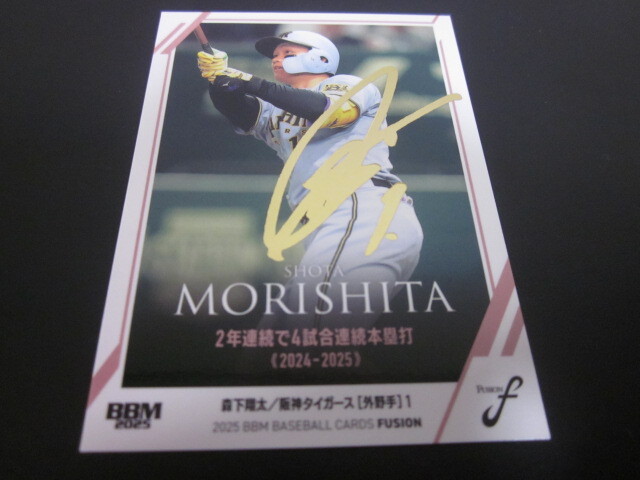 SHOTA
MORISHITA
2年連続で4試合連続本塁打
《2024-2025》
BBM
2025
森下翔太／阪神タイガース[外野手]1
2025 BBM BASEBALL CARDS FUSION
FUSION
f